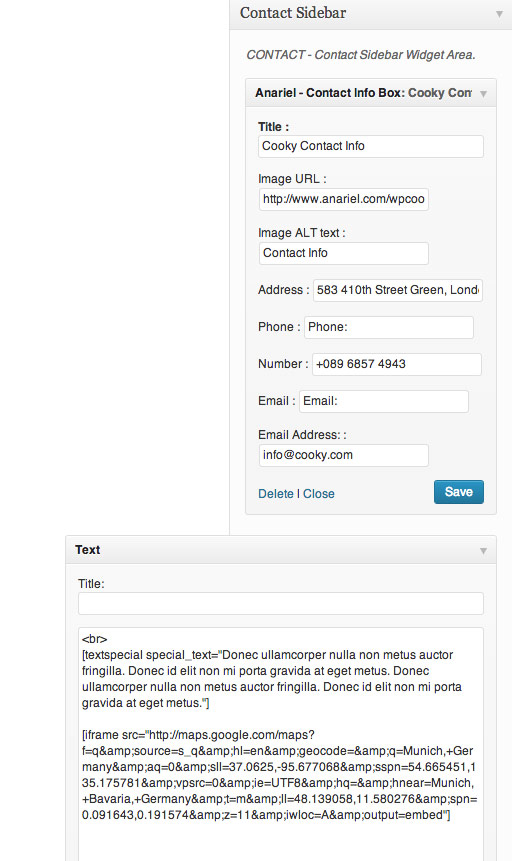 Contact Sidebar
CONTACT - Contact Sidebar Widget Area.
Anariel - Contact Info Box: Cooky Con
Title :
Cooky Contact Info
Image URL :
http://www.anariel.com/wpcoo
Image ALT text :
Contact Info
Address : 583 410th Street Green, Lond
Phone : Phone:
Number : +089 6857 4943
Email : Email:
Email Address: :
info@cooky.com
Delete | Close Save
Text
Title:
<br>
[textspecial special_text="Donec ullamcorper nulla non metus auctor
fringilla. Donec id elit non mi porta gravida at eget metus. Donec
ullamcorper nulla non metus auctor fringilla. Donec id elit non mi porta
gravida at eget metus."]
[iframe src="http://maps.google.com/maps?
f=q&amp;source=s_q&amp;hl=en&amp;geocode=&amp;q=Munich,+Ger
many&amp;aq=0&amp;sll=37.0625,-95.677068&amp;sspn=54.665451,1
35.175781&amp;vpsrc=0&amp;ie=UTF8&amp;hq=&amp;hnear=Munich,
+Bavaria,+Germany&amp;t=m&amp;ll=48.139058,11.580276&amp;spn=
0.091643,0.191574&amp;z=11&amp;iwloc=A&amp;output=embed"]